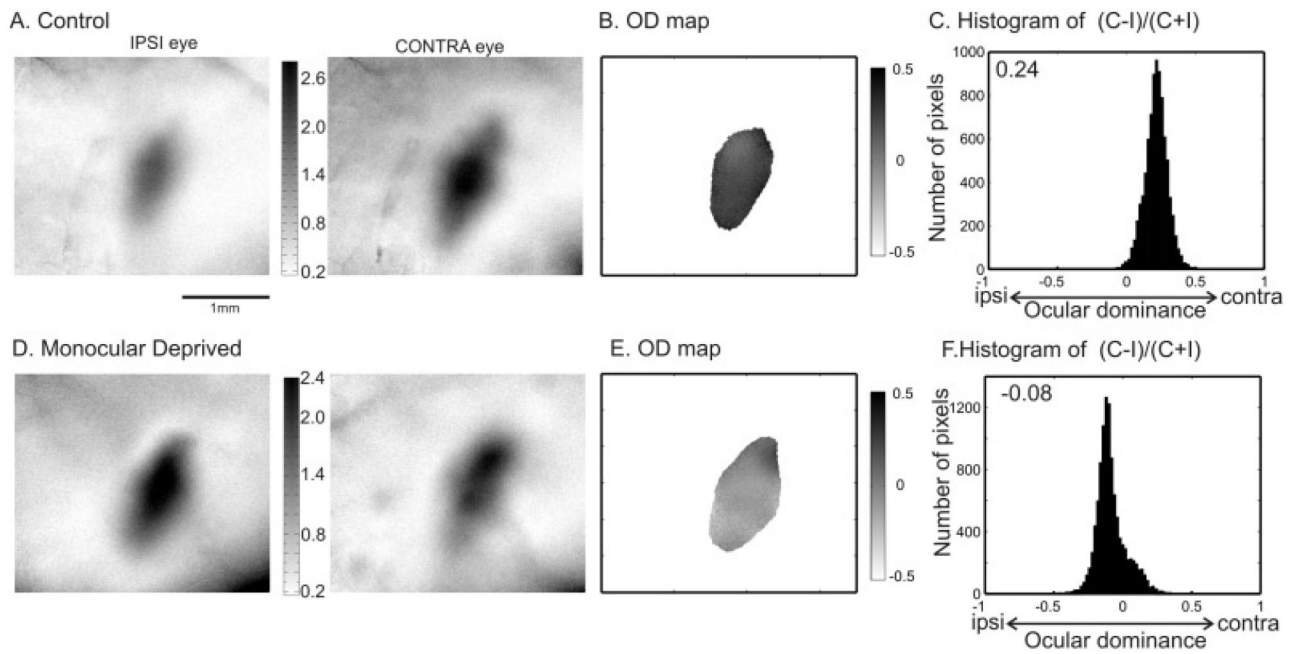 A. Control
IPSI eye
CONTRA eye
2.6
2.0
1.4
0.8
0.2
1mm
B. OD map
0.5
0
-0.5
C. Histogram of (C-I)/(C+I)
0.24
Number of pixels
1000
800
600
400
200
0
-1
-0.5
0
0.5
1
ipsi
contra
Ocular dominance
D. Monocular Deprived
2.4
2.0
1.4
0.8
0.2
E. OD map
0.5
0
-0.5
F.Histogram of (C-I)/(C+I)
-0.08
Number of pixels
1200
800
400
0
-1
-0.5
0
0.5
1
ipsi
contra
Ocular dominance